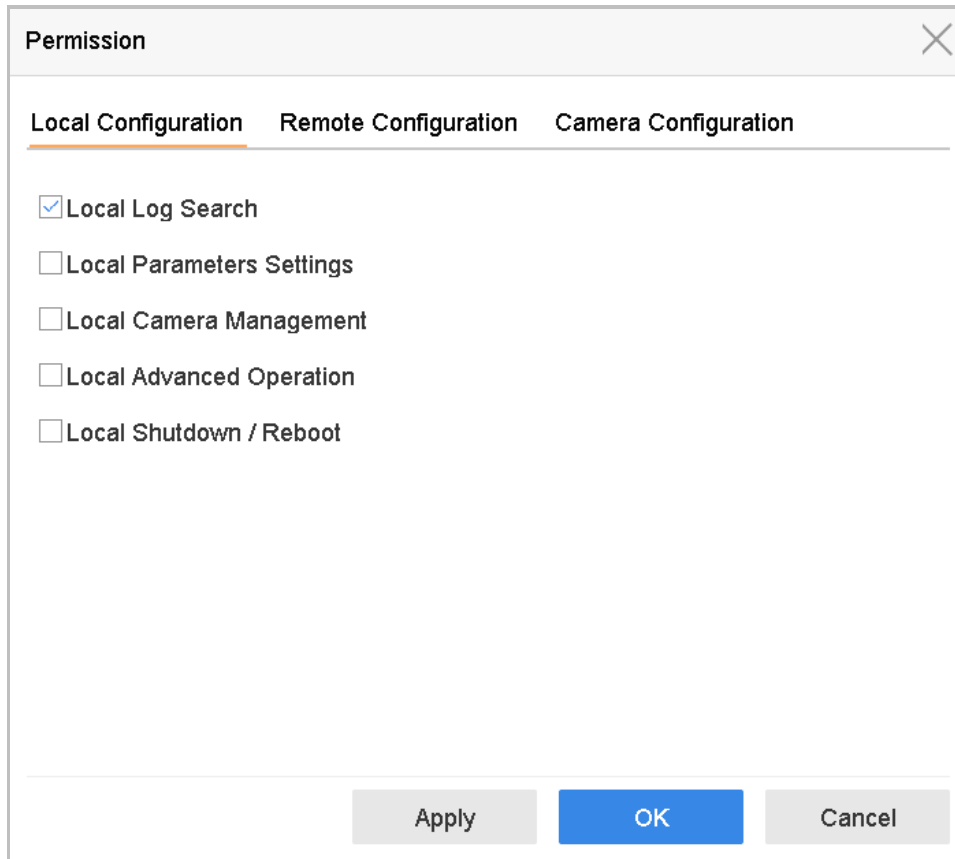 Permission
Local Configuration Remote Configuration Camera Configuration
Local Log Search
Local Parameters Settings
Local Camera Management
Local Advanced Operation
Local Shutdown / Reboot
Apply OK Cancel